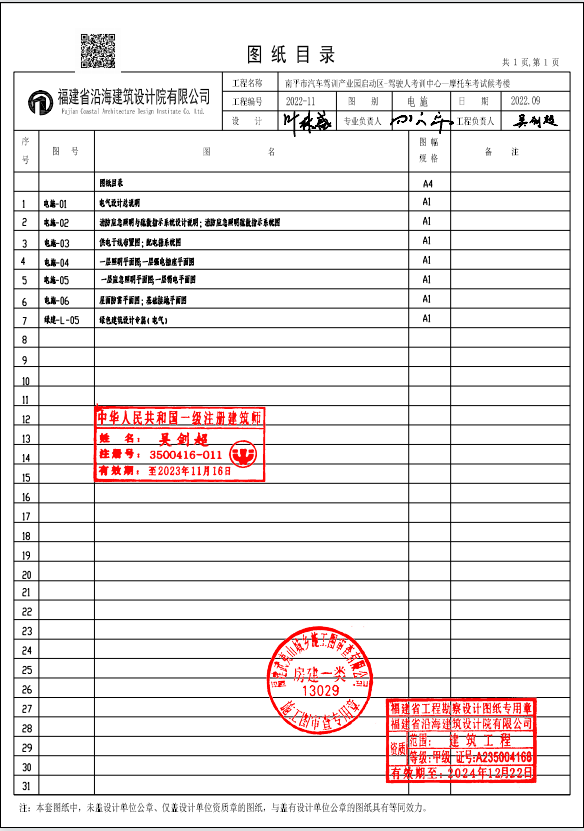 图纸目录
共 1 页,第 1 页
福建省沿海建筑设计院有限公司
Fujian Coastal Architecture Design Institute Co. Ltd.
工程名称 南平市汽车驾训产业园启动区-驾驶人考训中心—摩托车考试候考楼
工程编号 2022-11 图 别 电施 日 期 2022.09
设 计 专业负责人 工程负责人 吴剑超
序号 图 号 图 名 图幅规格 备 注
图纸目录 A4
1 电施-01 电气设计总说明 A1
2 电施-02 消防应急照明与疏散指示系统设计说明；消防应急照明疏散指示系统图 A1
3 电施-03 供电干线布置图；配电箱系统图 A1
4 电施-04 一层照明平面图;一层弱电插座平面图 A1
5 电施-05 一层应急照明平面图;一层弱电平面图 A1
6 电施-06 屋面防雷平面图；基础接地平面图 A1
7 绿建-L-05 绿色建筑设计专篇(电气) A1
8
9
10
11
12
13
14
15
16
17
18
19
20
21
22
23
24
25
26
27
28
29
30
31
中华人民共和国一级注册建筑师
姓 名: 吴剑超
注册号: 3500416-011
有效期: 至2023年11月16日
房建一类
13029
施工图审查专用章
福建省工程勘察设计图纸专用章
福建省沿海建筑设计院有限公司
资质 范围: 建筑工程
等级:甲级 证号:A235004168
有效期至:2024年12月22日
注: 本套图纸中，未盖设计单位公章、仅盖设计单位资质章的图纸，与盖有设计单位公章的图纸具有等同效力。